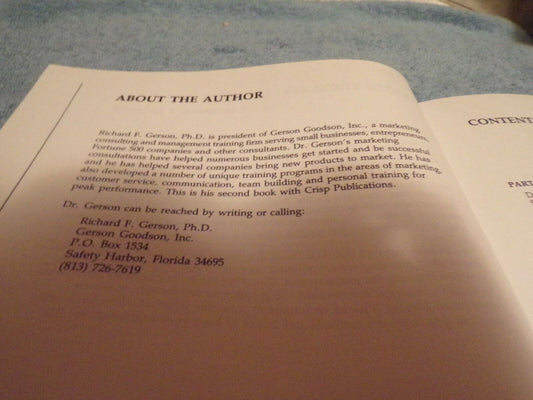 ABOUT THE AUTHOR
Richard F. Gerson, Ph.D. is president of Gerson Goodson, Inc., a marketing,
consulting and management training firm serving small businesses, entrepreneurs,
Fortune 500 companies and other consultants. Dr. Gerson's marketing
consultations have helped numerous businesses get started and be successful
and he has helped several companies bring new products to market. He has
also developed a number of unique training programs in the areas of marketing,
customer service, communication, team building and personal training for
peak performance. This is his second book with Crisp Publications.
Dr. Gerson can be reached by writing or calling:
Richard F. Gerson, Ph.D.
Gerson Goodson, Inc.
P.O. Box 1534
Safety Harbor, Florida 34695
(813) 726-7619
CONTENT
PART